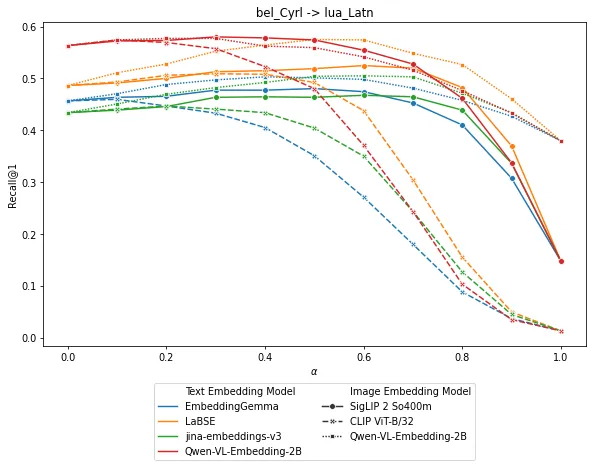 bel_Cyrl -> lua_Latn
Recall@1
0.6
0.5
0.4
0.3
0.2
0.1
0.0
0.0 0.2 0.4 0.6 0.8 1.0
α
Text Embedding Model Image Embedding Model
EmbeddingGemma SigLIP 2 So400m
LaBSE CLIP ViT-B/32
jina-embeddings-v3 Qwen-VL-Embedding-2B
Qwen-VL-Embedding-2B